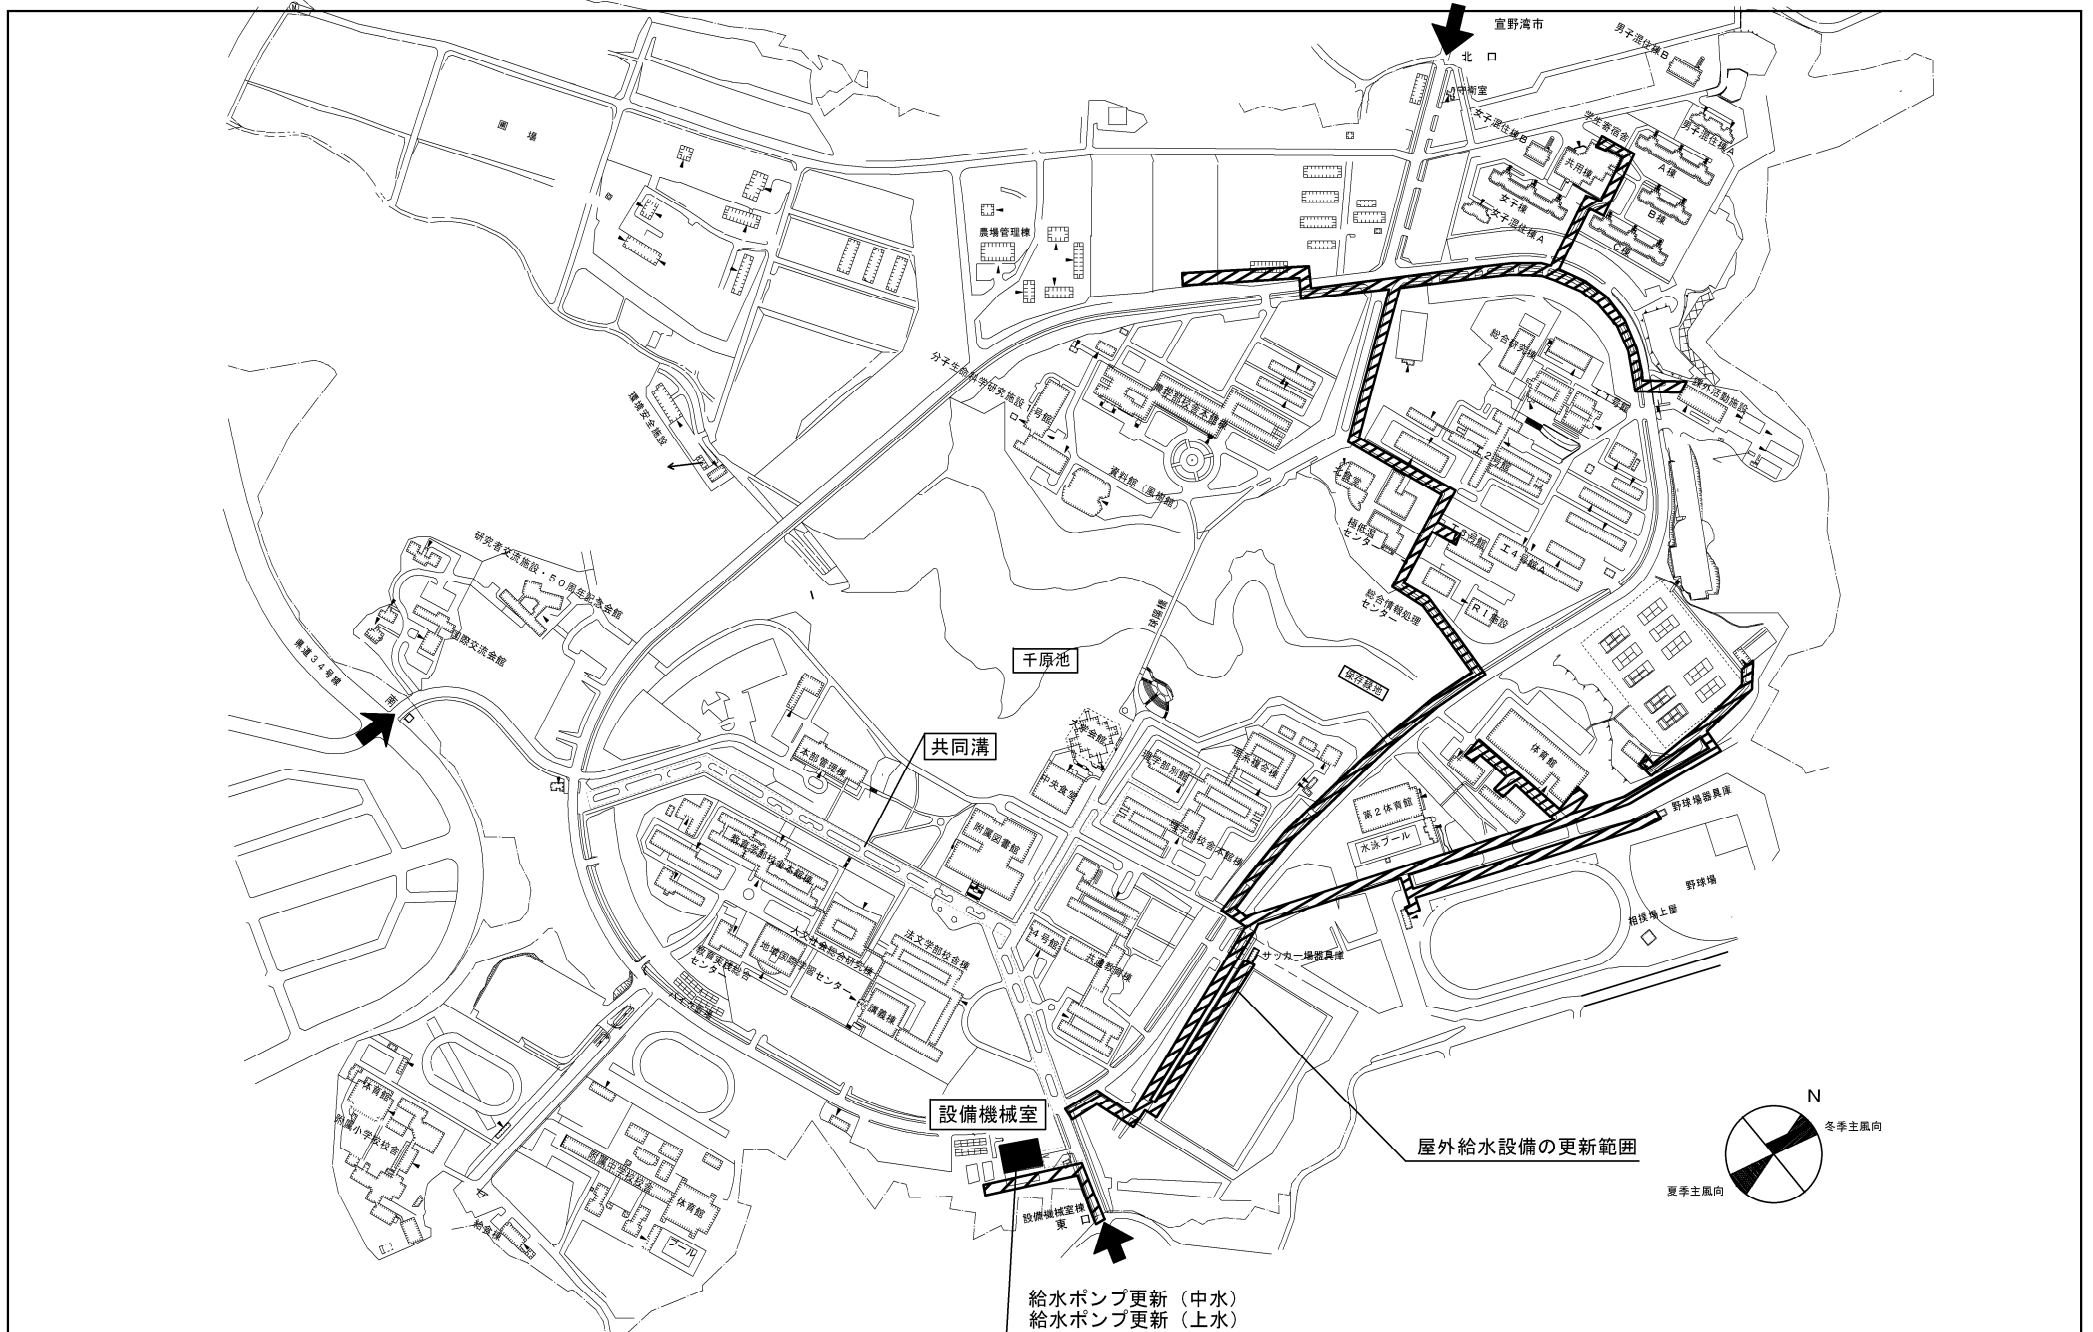 宜野湾市
北　口
守衛室
男子混住棟B
女子混住棟B
学生寄宿舎
男子混住棟A
共用棟
A棟
B棟
C棟
女子棟
女子混住棟A
圃　場
農場管理棟
分子生命科学研究施設
環境安全施設
資料館（風樹館）
総合研究棟
課外活動施設
工2号館
北食堂
極低温
センター
工4号館A
総合情報処理
センター
RI施設
研究者交流施設・50周年記念会館
国際交流会館
県道34号線
球陽橋
千原池
保存緑地
共同溝
本部管理棟
中央食堂
理学部別館
理系複合棟
理学部校舎本館棟
附属図書館
体育館
第2体育館
水泳プール
野球場器具庫
野球場
相撲場上屋
教育学部校舎本館棟
人文社会総合研究棟
法文学部校舎棟
地域国際学習センター
教育実践総合
センター
4号館
共通教育棟
講義棟
サッカー場器具庫
設備機械室
屋外給水設備の更新範囲
N
冬季主風向
夏季主風向
体育館
附属小学校校舎
附属中学校校舎
体育館
プール
給食棟
設備機械室棟
東　口
給水ポンプ更新（中水）
給水ポンプ更新（上水）